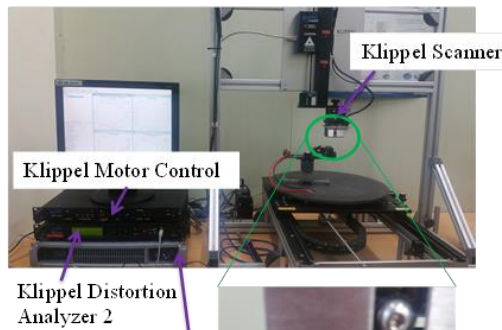 Klippel Scanner
Klippel Motor Control
Klippel Distortion
Analyzer 2